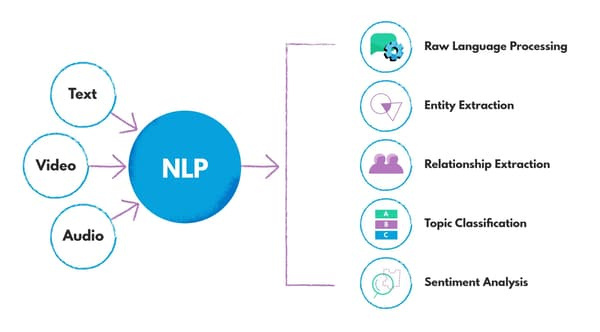 Text
Video
Audio
NLP
Raw Language Processing
Entity Extraction
Relationship Extraction
A
B
C
Topic Classification
Sentiment Analysis